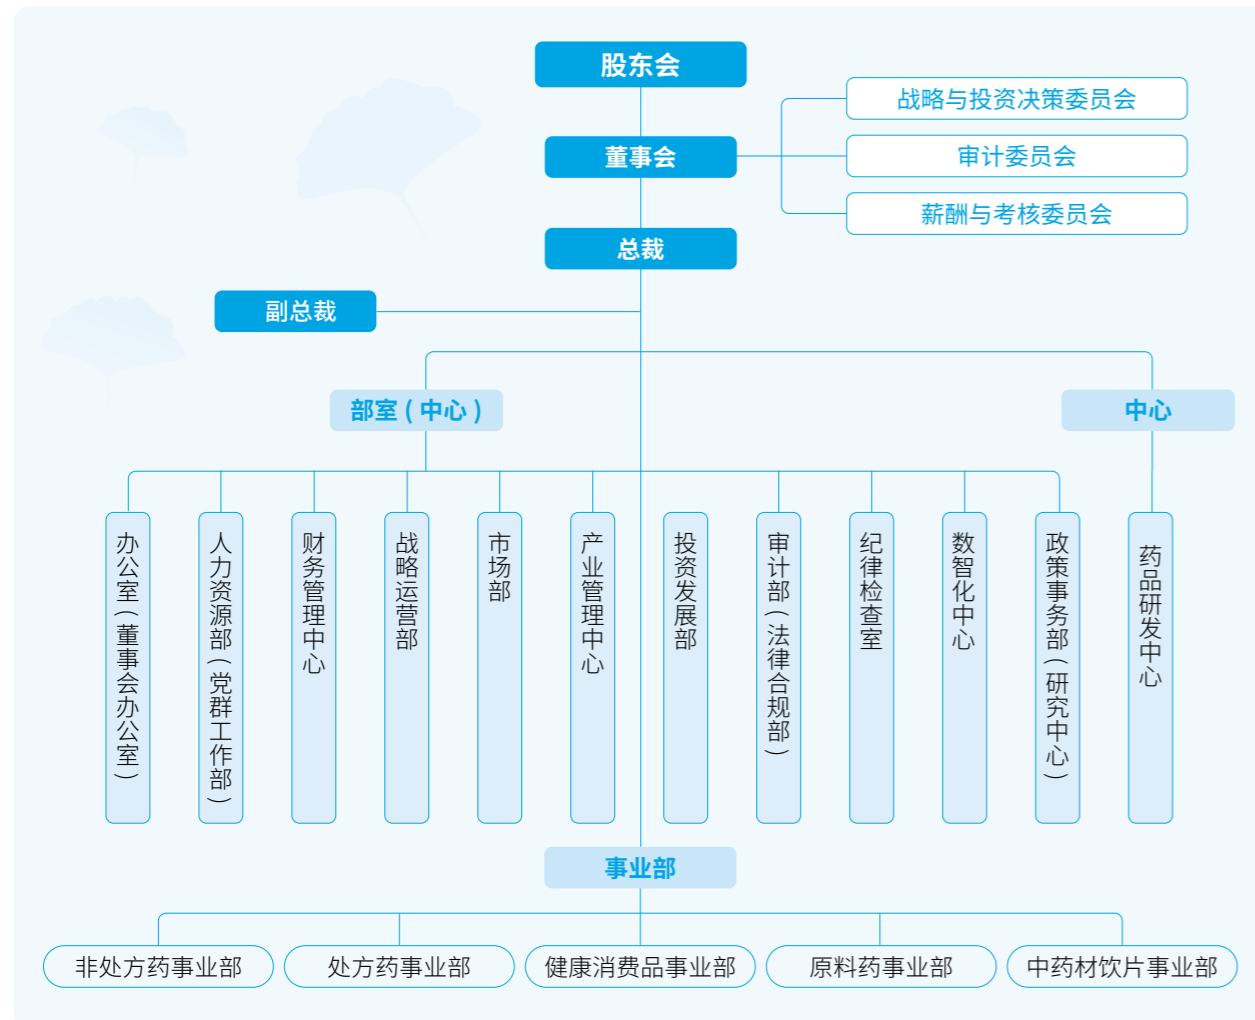 股东会
战略与投资决策委员会
董事会
审计委员会
薪酬与考核委员会
总裁
副总裁
部室（中心）
中心
办公室（董事会办公室）
人力资源部（党群工作部）
财务管理中心
战略运营部
市场部
产业管理中心
投资发展部
审计部（法律合规部）
纪律检查室
数智化中心
政策事务部（研究中心）
药品研发中心
事业部
非处方药事业部
处方药事业部
健康消费品事业部
原料药事业部
中药材饮片事业部